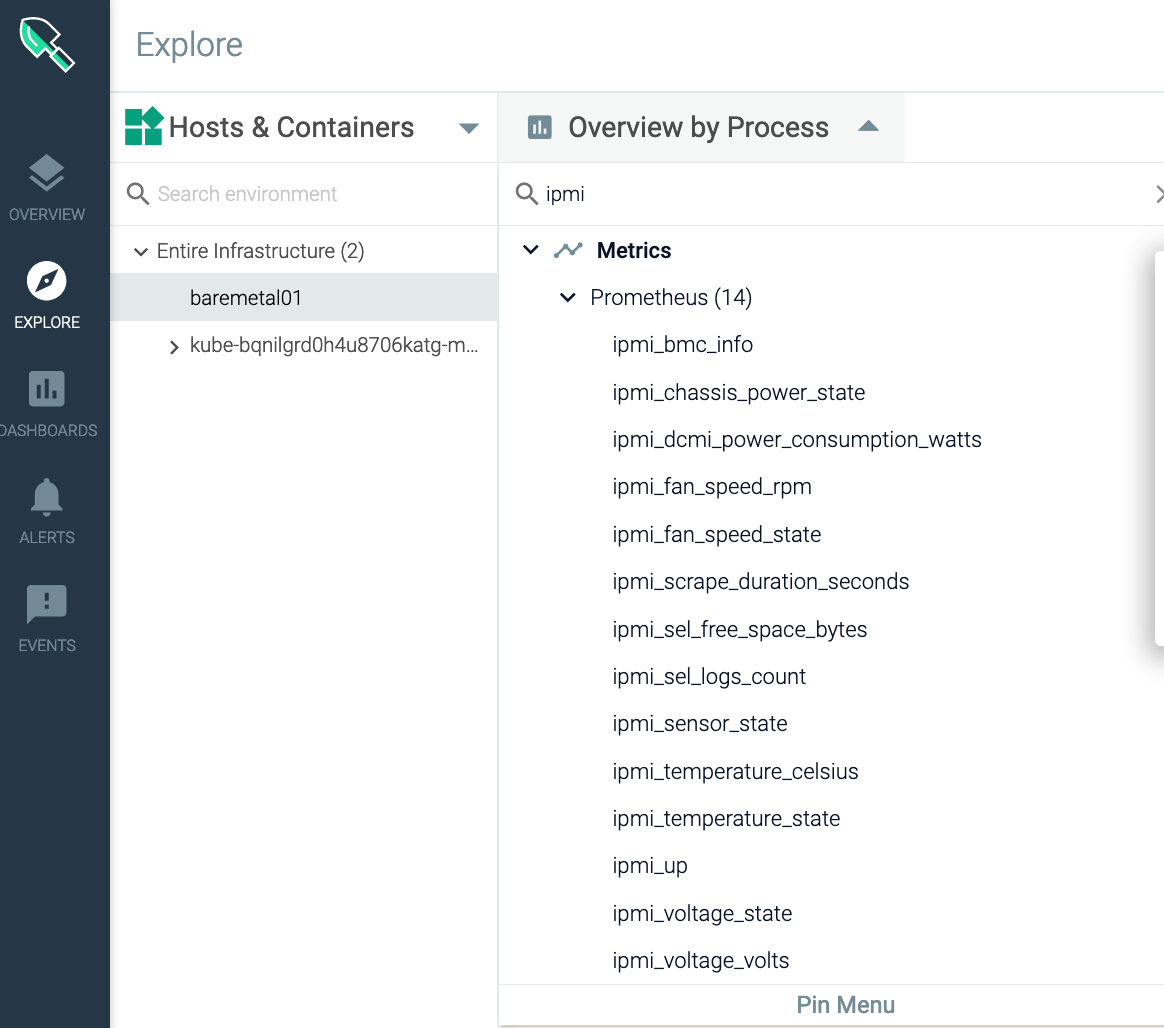 Explore
OVERVIEW
EXPLORE
DASHBOARDS
ALERTS
EVENTS
Hosts & Containers
Search environment
Entire Infrastructure (2)
baremetal01
kube-bqnilgrd0h4u8706katg-m...
Overview by Process
ipmi
Metrics
Prometheus (14)
ipmi_bmc_info
ipmi_chassis_power_state
ipmi_dcmi_power_consumption_watts
ipmi_fan_speed_rpm
ipmi_fan_speed_state
ipmi_scrape_duration_seconds
ipmi_sel_free_space_bytes
ipmi_sel_logs_count
ipmi_sensor_state
ipmi_temperature_celsius
ipmi_temperature_state
ipmi_up
ipmi_voltage_state
ipmi_voltage_volts
Pin Menu